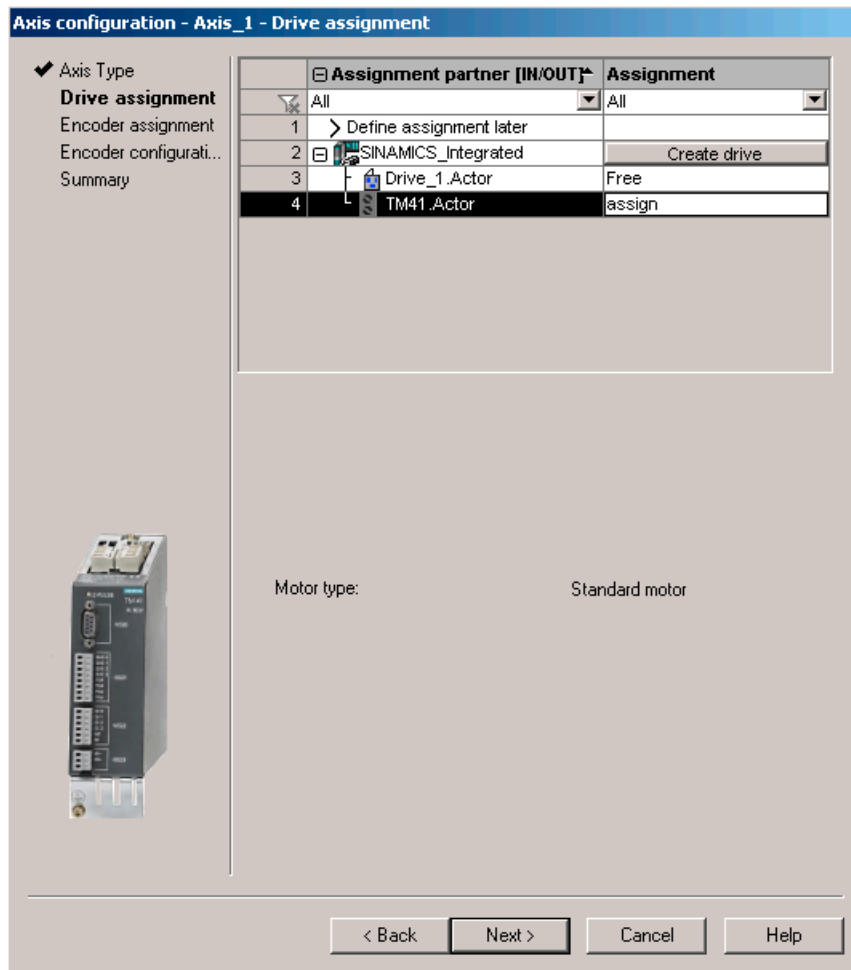 Axis configuration - Axis_1 - Drive assignment
Axis Type
Drive assignment
Encoder assignment
Encoder configurati...
Summary
Assignment partner [IN/OUT] Assignment
All All
1 Define assignment later
2 SINAMICS_Integrated Create drive
3 Drive_1.Actor Free
4 TM41.Actor assign
SIEMENS
TM41
Motor type: Standard motor
< Back Next > Cancel Help